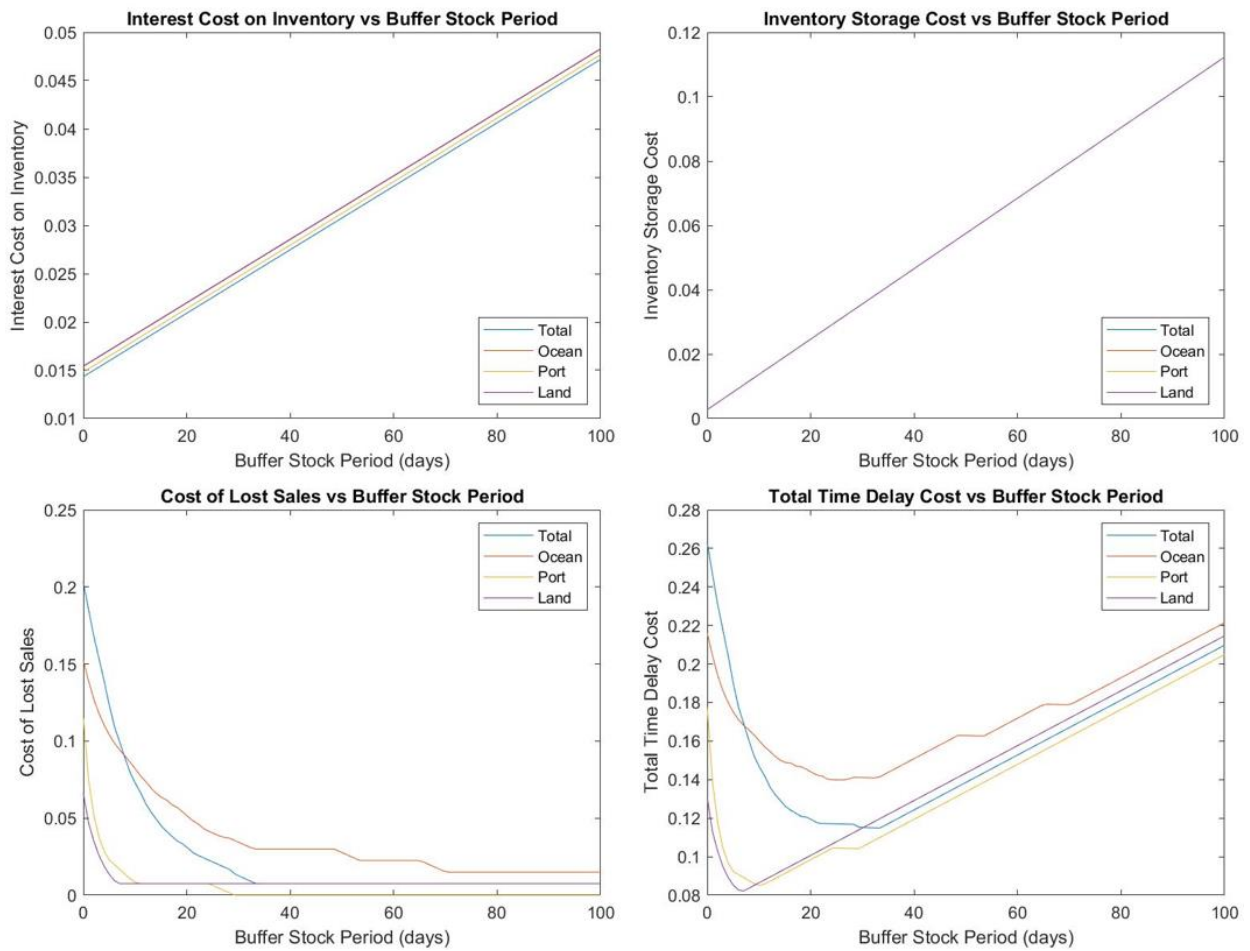 Interest Cost on Inventory vs Buffer Stock Period
0.05
0.045
0.04
0.035
0.03
0.025
0.02
0.015
0.01
Interest Cost on Inventory
Total
Ocean
Port
Land
0 20 40 60 80 100
Buffer Stock Period (days)
Inventory Storage Cost vs Buffer Stock Period
0.12
0.1
0.08
0.06
0.04
0.02
0
Inventory Storage Cost
Total
Ocean
Port
Land
0 20 40 60 80 100
Buffer Stock Period (days)
Cost of Lost Sales vs Buffer Stock Period
0.25
0.2
0.15
0.1
0.05
0
Cost of Lost Sales
Total
Ocean
Port
Land
0 20 40 60 80 100
Buffer Stock Period (days)
Total Time Delay Cost vs Buffer Stock Period
0.28
0.26
0.24
0.22
0.2
0.18
0.16
0.14
0.12
0.1
0.08
Total Time Delay Cost
Total
Ocean
Port
Land
0 20 40 60 80 100
Buffer Stock Period (days)